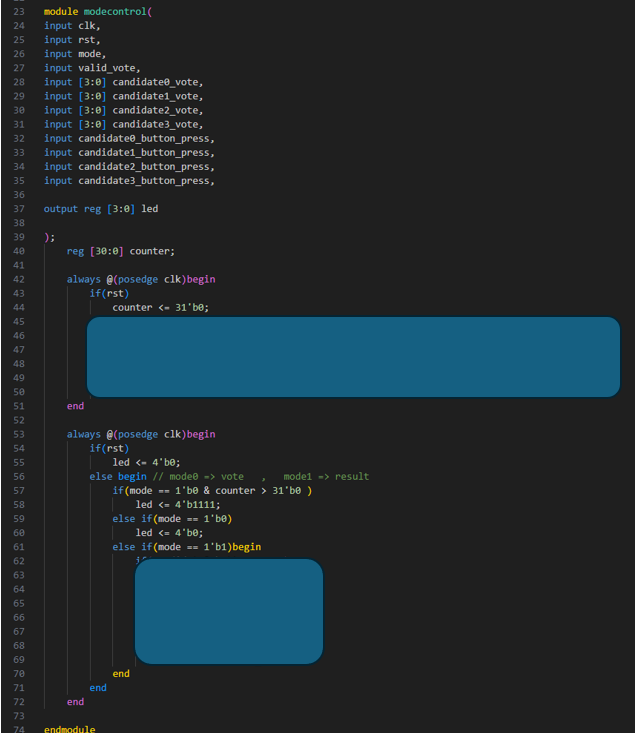 23 module modecontrol(
24 input clk,
25 input rst,
26 input mode,
27 input valid_vote,
28 input [3:0] candidate0_vote,
29 input [3:0] candidate1_vote,
30 input [3:0] candidate2_vote,
31 input [3:0] candidate3_vote,
32 input candidate0_button_press,
33 input candidate1_button_press,
34 input candidate2_button_press,
35 input candidate3_button_press,
36
37 output reg [3:0] led
38
39 );
40 reg [30:0] counter;
41
42 always @(posedge clk)begin
43 if(rst)
44 counter <= 31'b0;
45
46
47
48
49
50
51 end
52
53 always @(posedge clk)begin
54 if(rst)
55 led <= 4'b0;
56 else begin // mode0 => vote , mode1 => result
57 if(mode == 1'b0 & counter > 31'b0 )
58 led <= 4'b1111;
59 else if(mode == 1'b0)
60 led <= 4'b0;
61 else if(mode == 1'b1)begin
62
63
64
65
66
67
68
69
70 end
71 end
72 end
73
74 endmodule